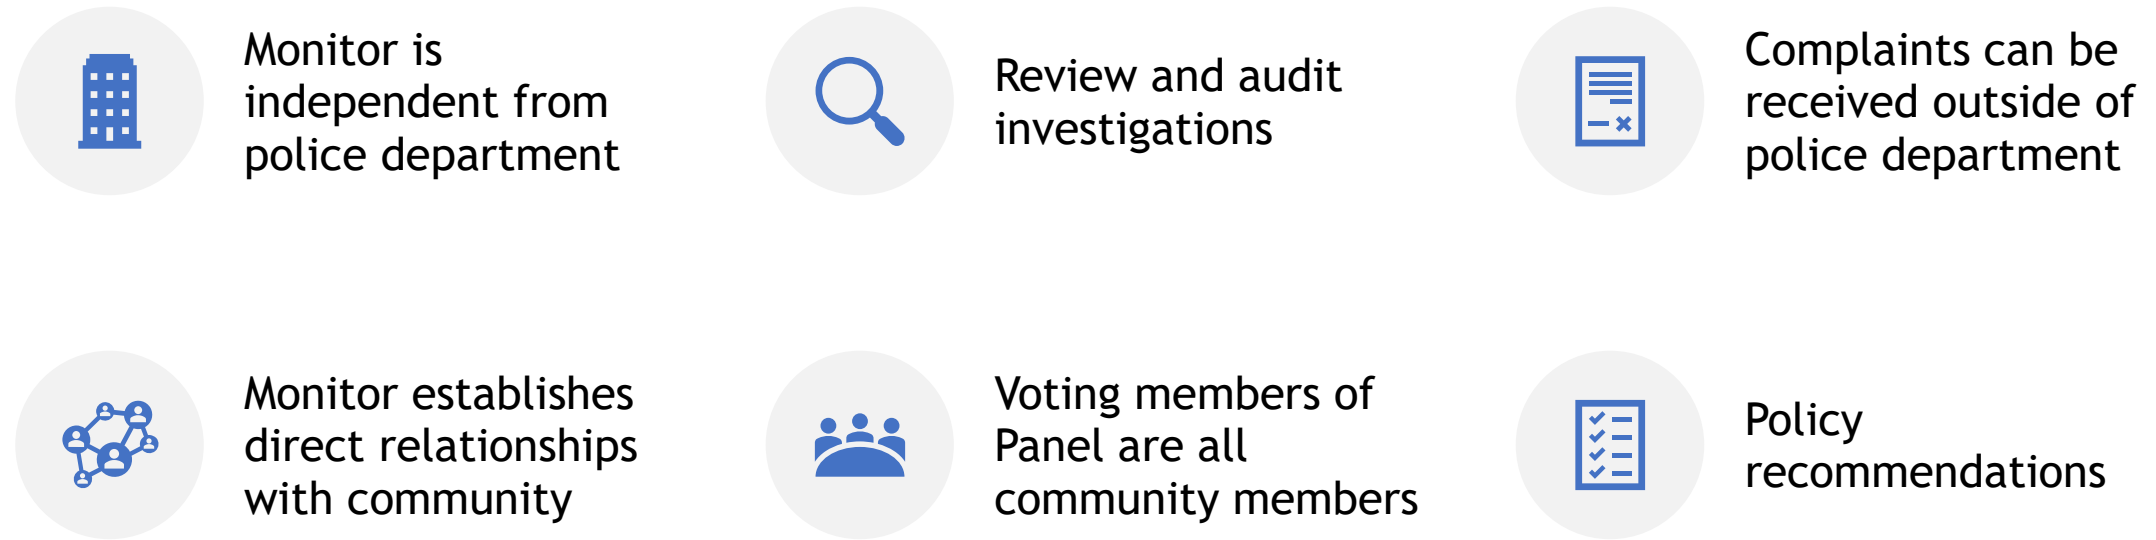 Monitor is
independent from
police department
Review and audit
investigations
Complaints can be
received outside of
police department
Monitor establishes
direct relationships
with community
Voting members of
Panel are all
community members
Policy
recommendations